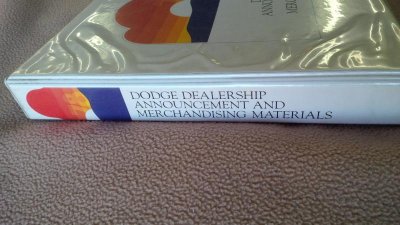 DODGE DEALERSHIP
ANNOUNCEMENT AND
MERCHANDISING MATERIALS